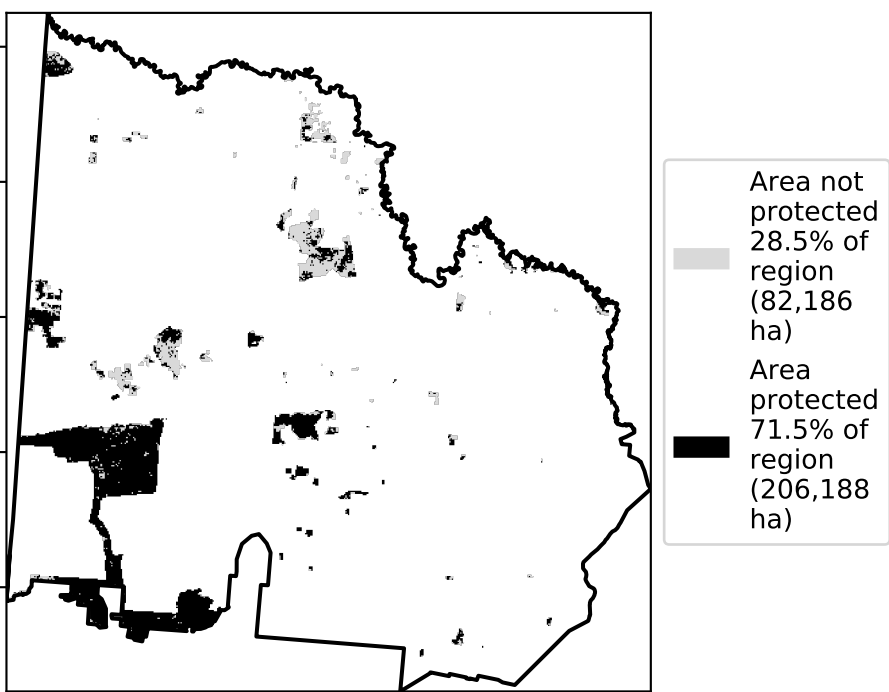 Area not
protected
28.5% of
region
(82,186
ha)
Area
protected
71.5% of
region
(206,188
ha)